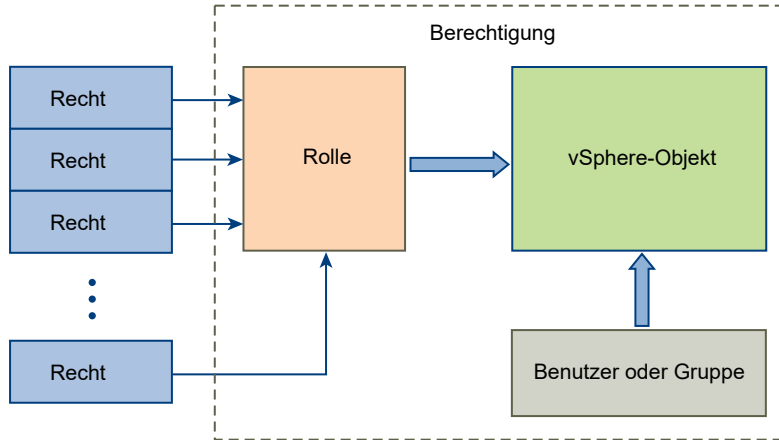 Berechtigung
Recht
Recht
Recht
Recht
Rolle
vSphere-Objekt
Benutzer oder Gruppe